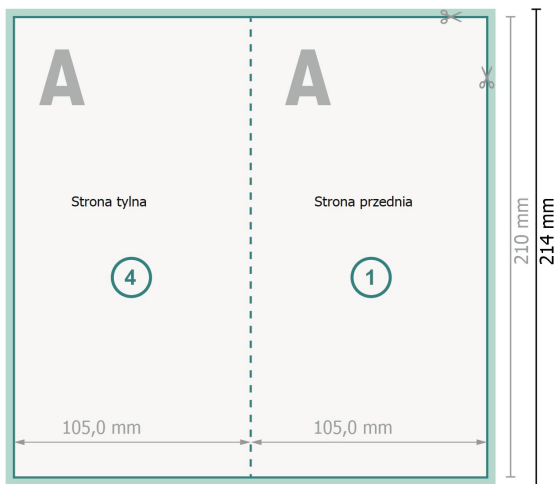 A A
Strona tylna Strona przednia
4 1
105,0 mm 105,0 mm
210 mm
214 mm